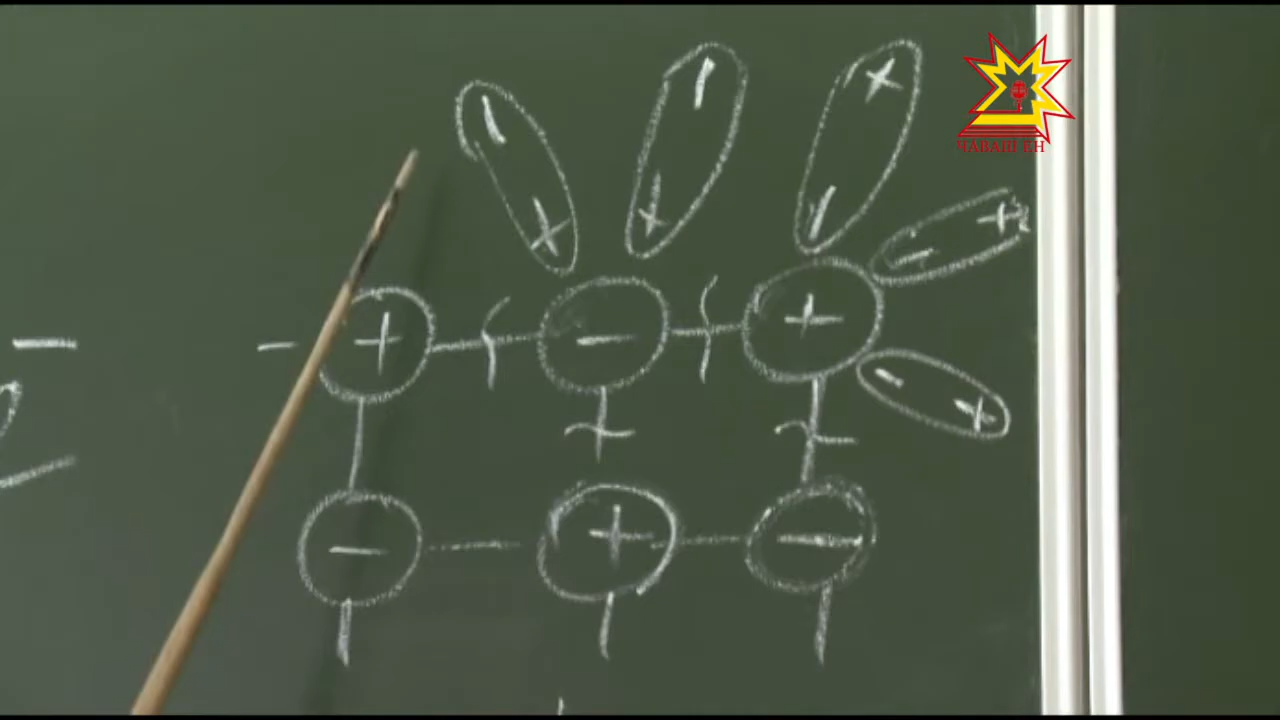 ЧӐВАШ ЕН
- + - +
- + - + - +
- + - +
- + - - +
- + -